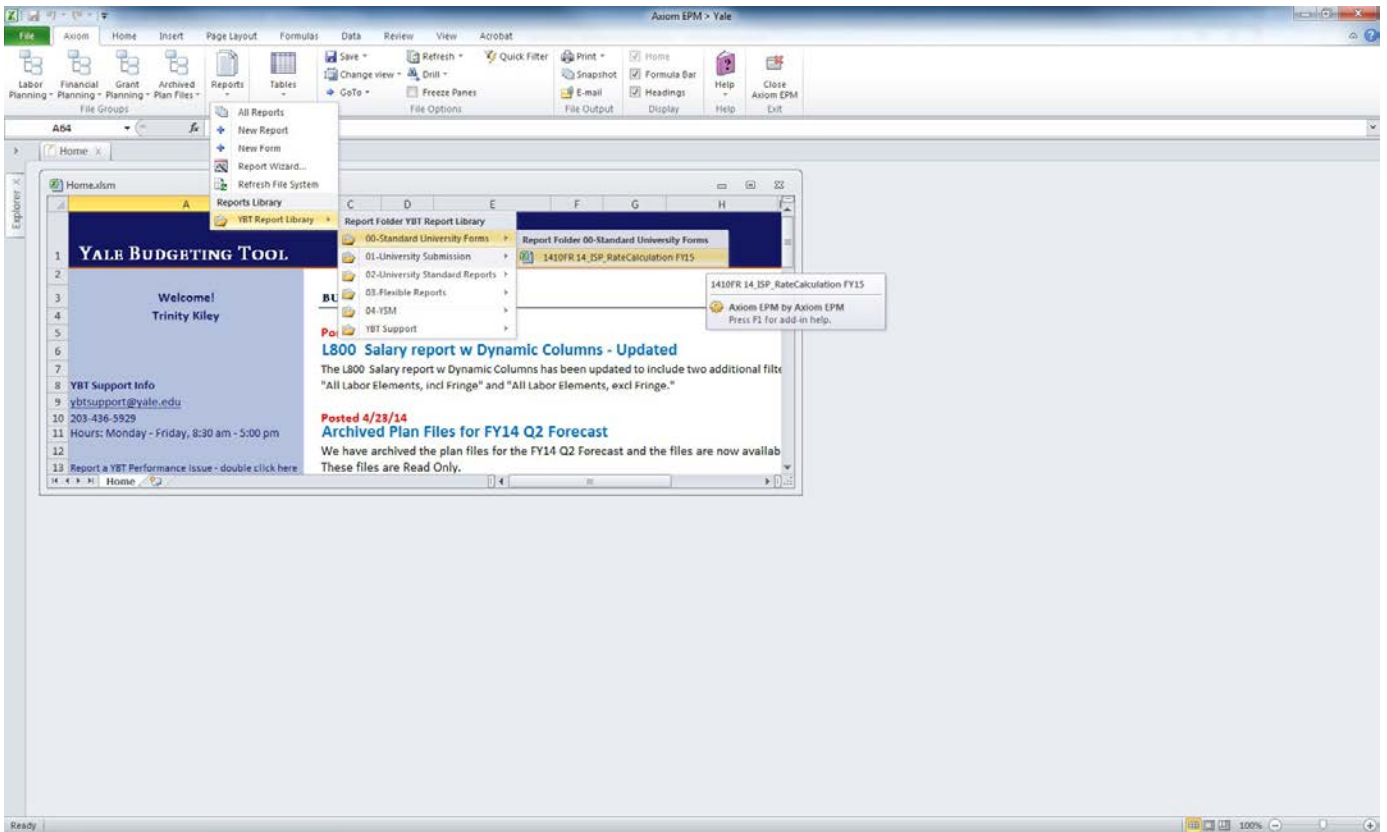 Axiom EPM > Yale
File Axiom Home Insert Page Layout Formulas Data Review View Acrobat
Labor Planning Financial Planning Grant Planning Archived Plan Files Reports Tables
Save Change view GoTo Refresh Drill Freeze Panes Quick Filter
Print Snapshot E-mail Home Formula Bar Headings Help Close Axiom EPM
File Groups File Options File Output Display Help Exit
A64 fx
Home
Explorer
All Reports
New Report
New Form
Report Wizard...
Refresh File System
Reports Library
YBT Report Library
Home.xlsm
A C D E F G H
Report Folder YBT Report Library
00-Standard University Forms
01-University Submission
02-University Standard Reports
03-Flexible Reports
04-YSM
YBT Support
Report Folder 00-Standard University Forms
1410FR 14_ISP_RateCalculation FY15
1410FR 14_ISP_RateCalculation FY15
Axiom EPM by Axiom EPM
Press F1 for add-in help.
1 YALE BUDGETING TOOL
2
3 Welcome! BU
4 Trinity Kiley
5 Po
6 L800 Salary report w Dynamic Columns - Updated
7 The L800 Salary report w Dynamic Columns has been updated to include two additional filte
8 YBT Support Info "All Labor Elements, incl Fringe" and "All Labor Elements, excl Fringe."
9 ybtsupport@yale.edu
10 203-436-5929 Posted 4/23/14
11 Hours: Monday - Friday, 8:30 am - 5:00 pm Archived Plan Files for FY14 Q2 Forecast
12 We have archived the plan files for the FY14 Q2 Forecast and the files are now availab
13 Report a YBT Performance issue - double click here These files are Read Only.
Home
Ready 100%